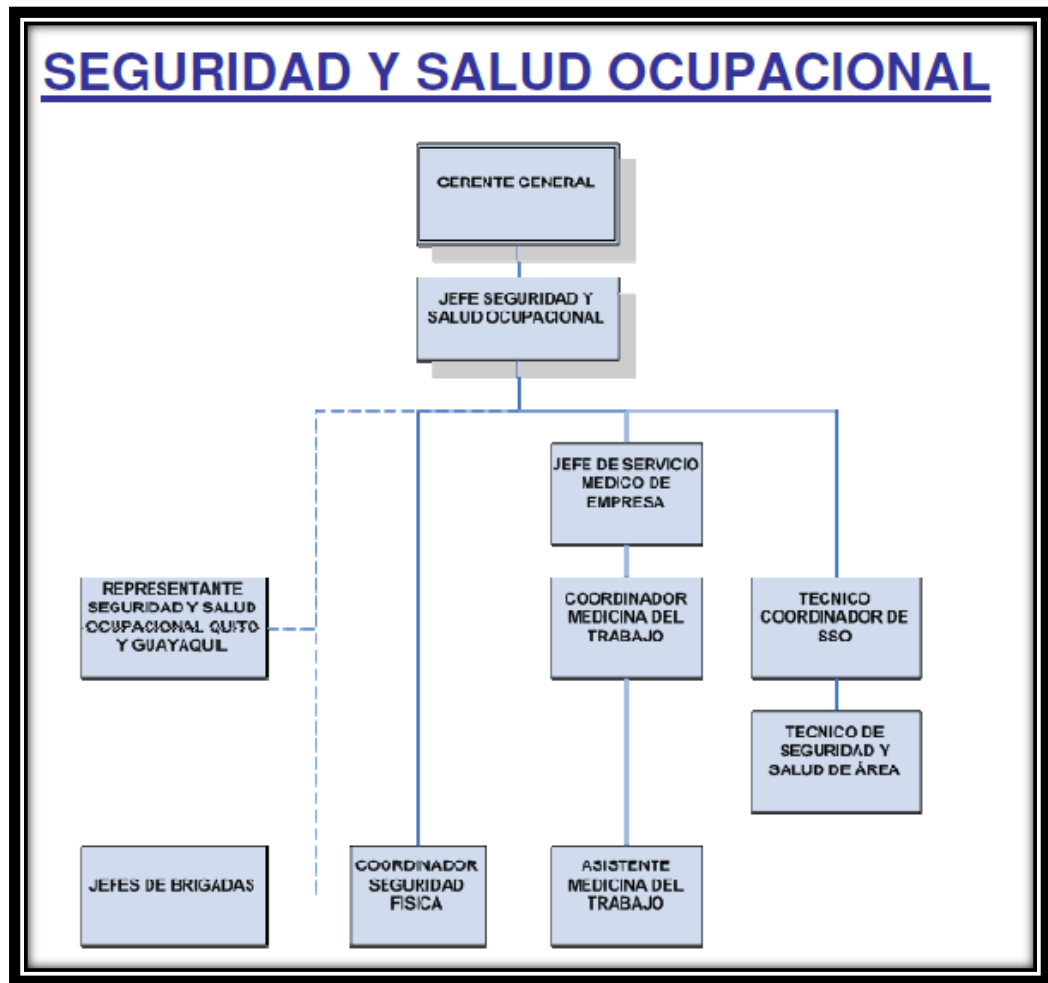 SEGURIDAD Y SALUD OCUPACIONAL
GERENTE GENERAL
JEFE SEGURIDAD Y
SALUD OCUPACIONAL
JEFE DE SERVICIO
MEDICO DE
EMPRESA
REPRESENTANTE
SEGURIDAD Y SALUD
OCUPACIONAL QUITO
Y GUAYAQUIL
COORDINADOR
MEDICINA DEL
TRABAJO
TECNICO
COORDINADOR DE
SSO
TECNICO DE
SEGURIDAD Y
SALUD DE ÁREA
JEFES DE BRIGADAS
COORDINADOR
SEGURIDAD
FISICA
ASISTENTE
MEDICINA DEL
TRABAJO